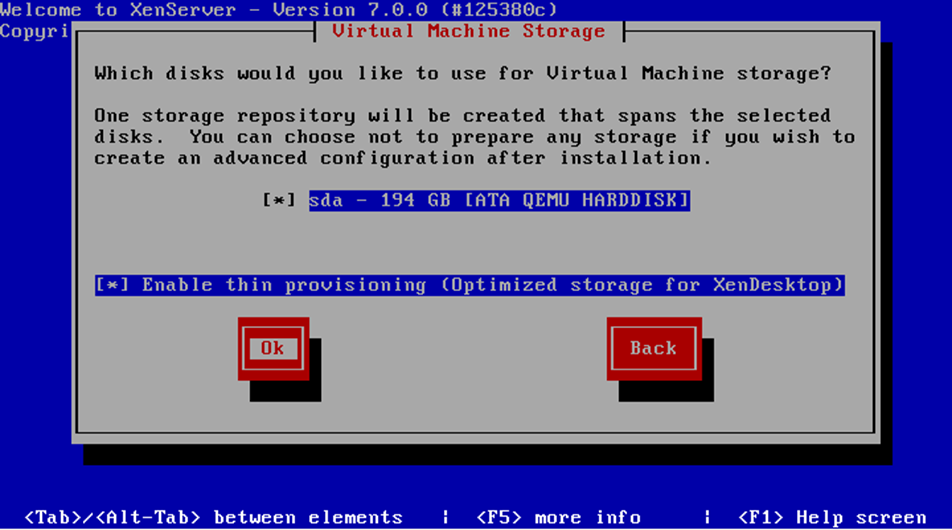 Welcome to XenServer - Version 7.0.0 (#125380c)
Copyri
Virtual Machine Storage
Which disks would you like to use for Virtual Machine storage?
One storage repository will be created that spans the selected
disks.  You can choose not to prepare any storage if you wish to
create an advanced configuration after installation.
[*] sda - 194 GB [ATA QEMU HARDDISK]
[*] Enable thin provisioning (Optimized storage for XenDesktop)
Ok Back
<Tab>/<Alt-Tab> between elements | <F5> more info | <F1> Help screen